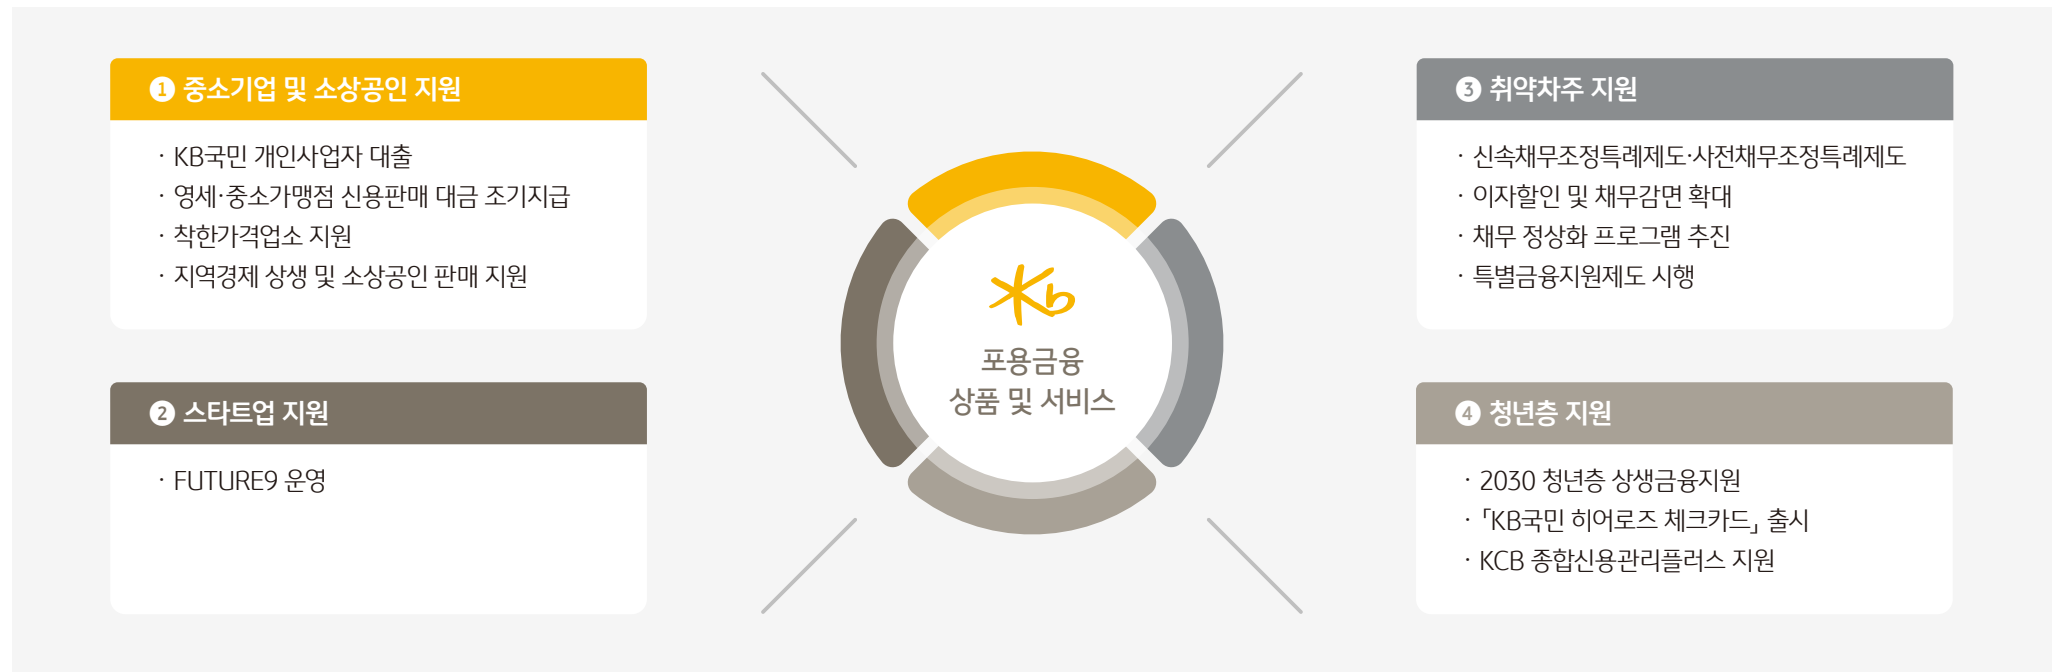 ❶ 중소기업 및 소상공인 지원
· KB국민 개인사업자 대출
· 영세·중소가맹점 신용판매 대금 조기지급
· 착한가격업소 지원
· 지역경제 상생 및 소상공인 판매 지원
❷ 스타트업 지원
· FUTURE9 운영
Kb
포용금융
상품 및 서비스
❸ 취약차주 지원
· 신속채무조정특례제도·사전채무조정특례제도
· 이자할인 및 채무감면 확대
· 채무 정상화 프로그램 추진
· 특별금융지원제도 시행
❹ 청년층 지원
· 2030 청년층 상생금융지원
· 「KB국민 히어로즈 체크카드」 출시
· KCB 종합신용관리플러스 지원